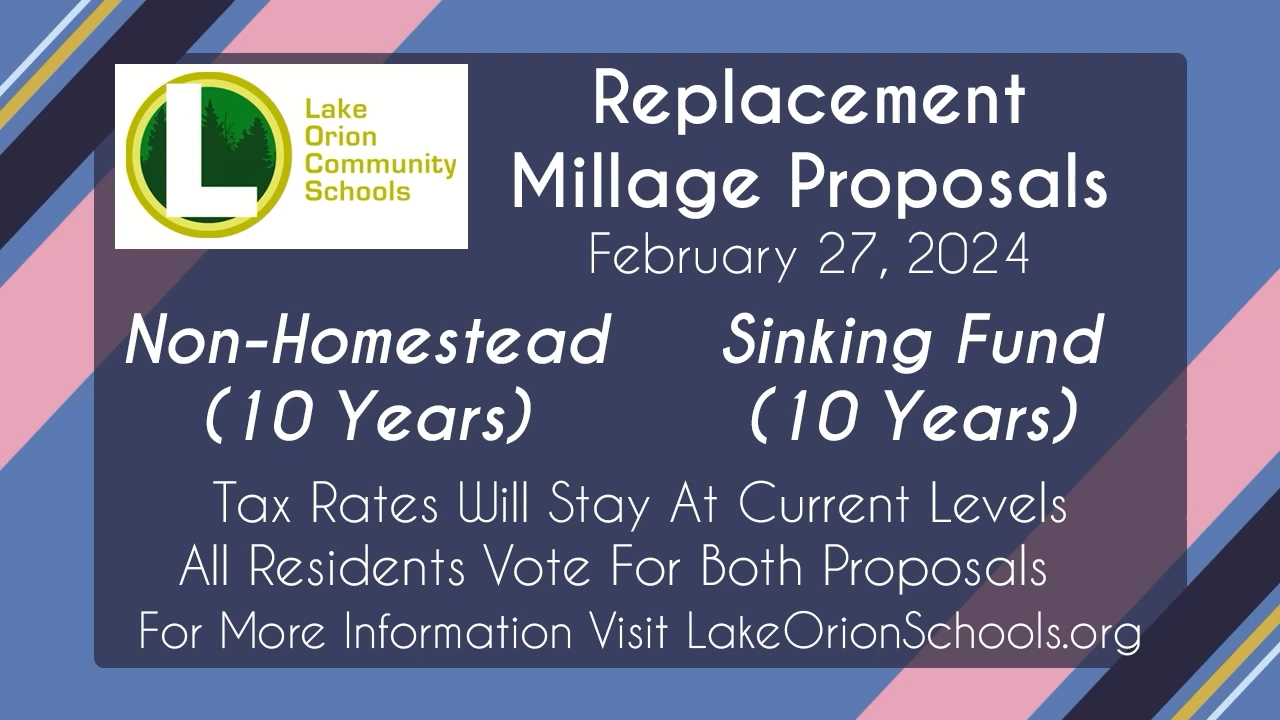 L
Lake
Orion
Community
Schools
Replacement
Millage Proposals
February 27, 2024
Non-Homestead
(10 Years)
Sinking Fund
(10 Years)
Tax Rates Will Stay At Current Levels
All Residents Vote For Both Proposals
For More Information Visit LakeOrionSchools.org